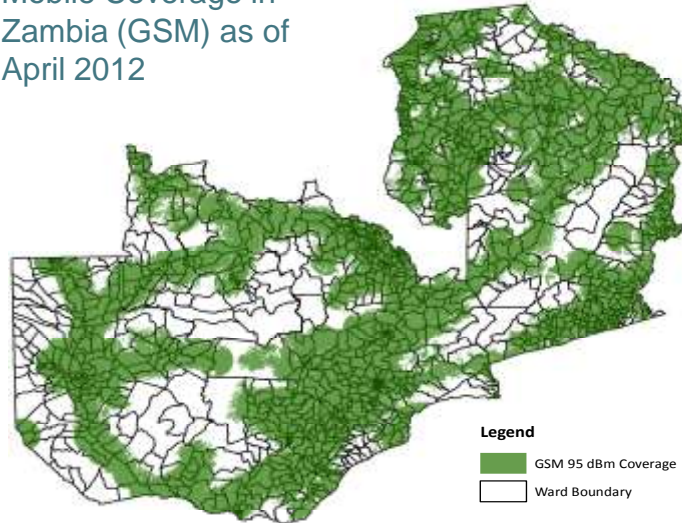 Mobile Coverage in
Zambia (GSM) as of
April 2012
Legend
GSM 95 dBm Coverage
Ward Boundary